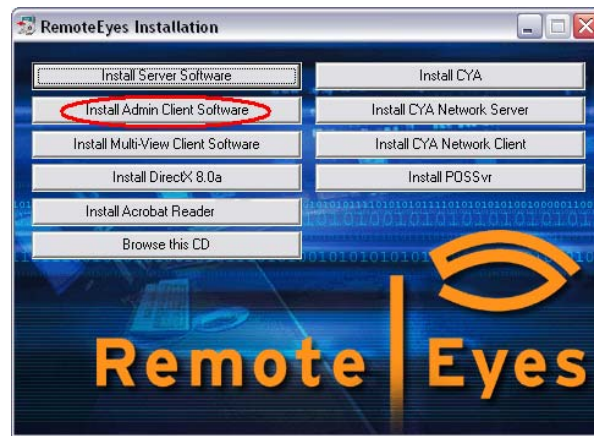 RemoteEyes Installation
Install Server Software
Install CYA
Install Admin Client Software
Install CYA Network Server
Install Multi-View Client Software
Install CYA Network Client
Install DirectX 8.0a
Install POSSvr
Install Acrobat Reader
Browse this CD
Remote Eyes